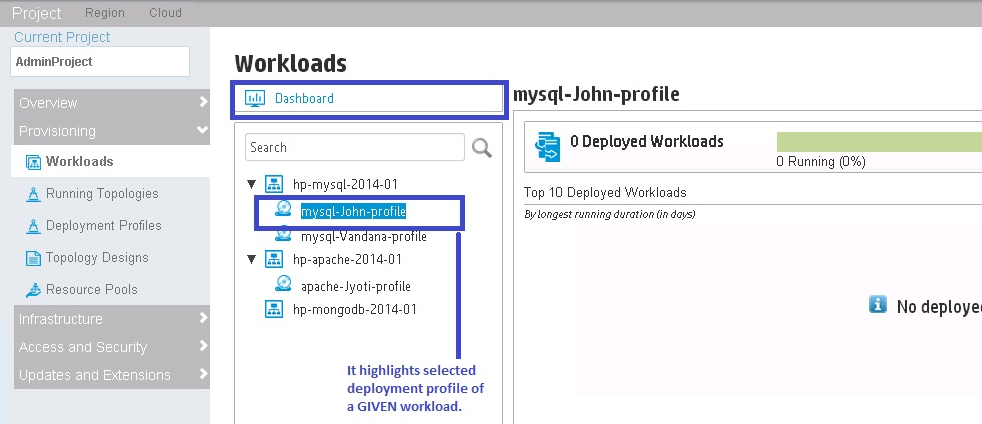 Project Region Cloud
Current Project
AdminProject
Overview
Provisioning
Workloads
Running Topologies
Deployment Profiles
Topology Designs
Resource Pools
Infrastructure
Access and Security
Updates and Extensions
Workloads
Dashboard
Search
hp-mysql-2014-01
mysql-John-profile
mysql-Vandana-profile
hp-apache-2014-01
apache-Jyoti-profile
hp-mongodb-2014-01
It highlights selected
deployment profile of
a GIVEN workload.
mysql-John-profile
0 Deployed Workloads
0 Running (0%)
Top 10 Deployed Workloads
By longest running duration (in days)
No deploye